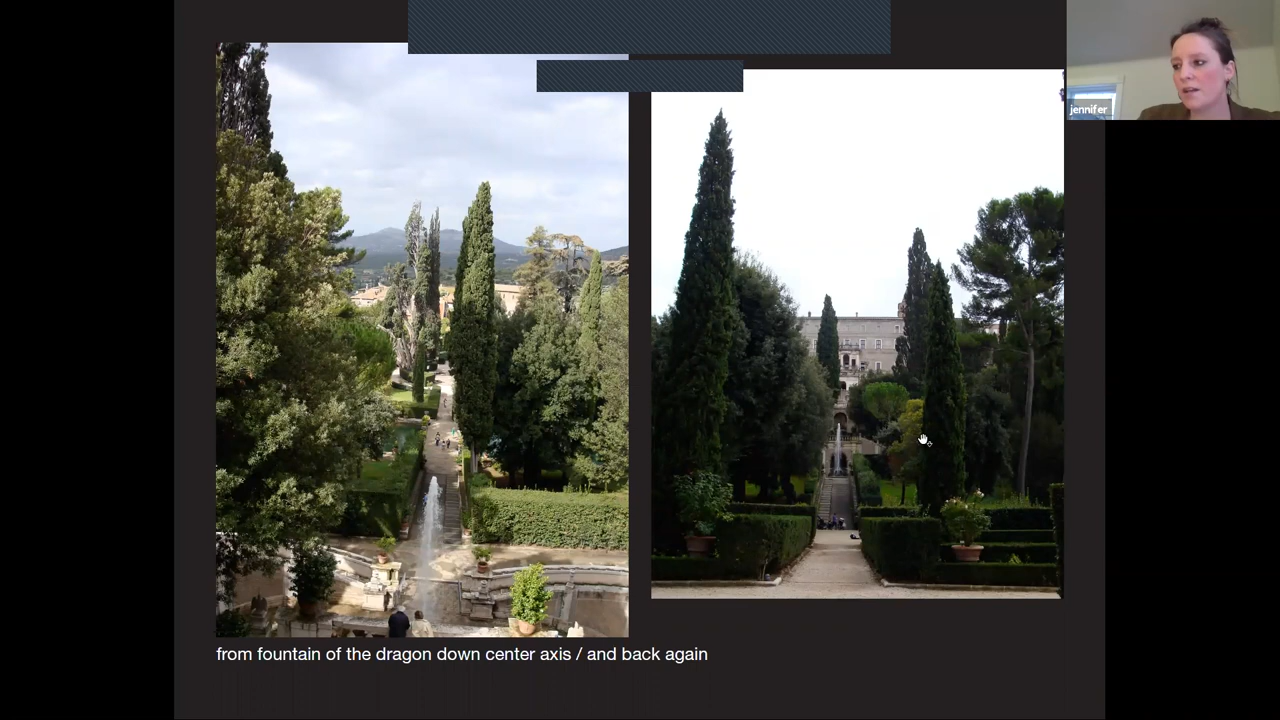 jennifer
from fountain of the dragon down center axis / and back again